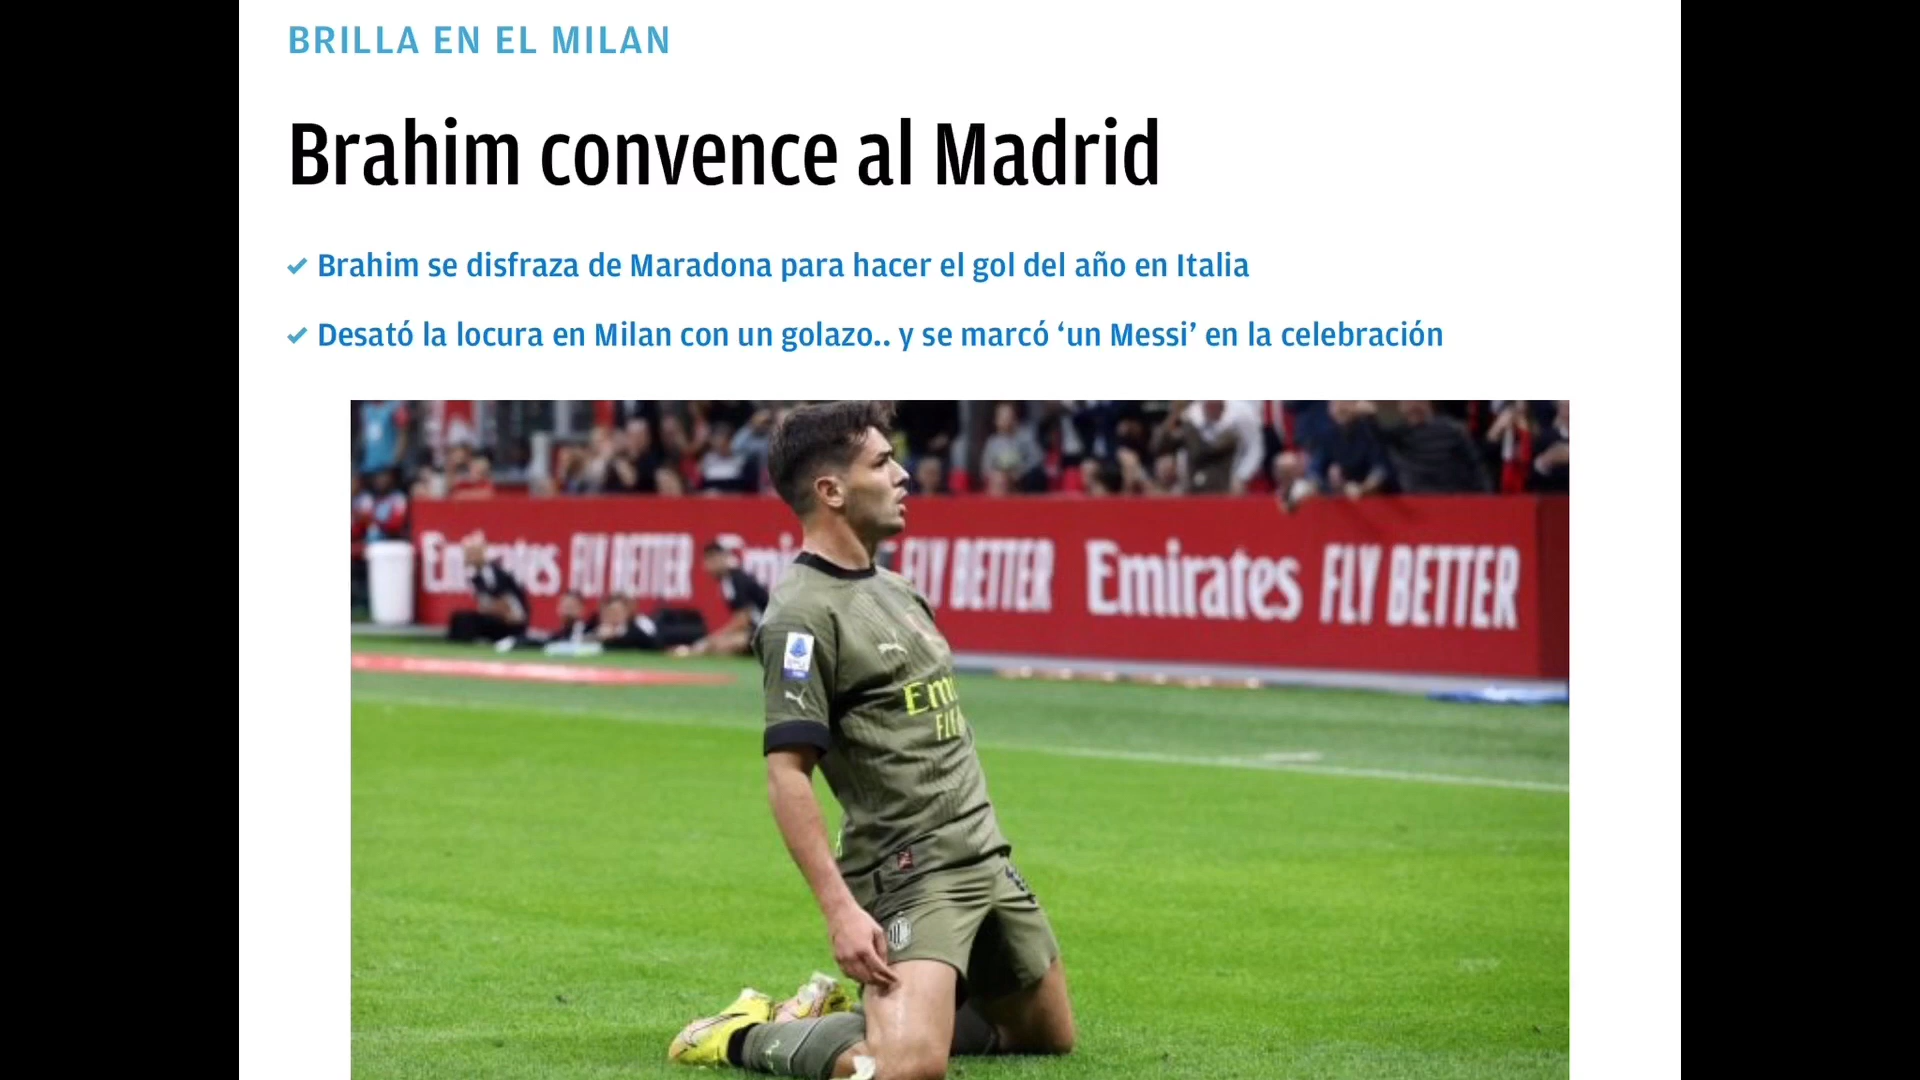 BRILLA EN EL MILAN
Brahim convence al Madrid
Brahim se disfraza de Maradona para hacer el gol del año en Italia
Desató la locura en Milan con un golazo.. y se marcó ‘un Messi’ en la celebración
Emirates FLY BETTER
FLY BETTER
Emirates FLY BETTER